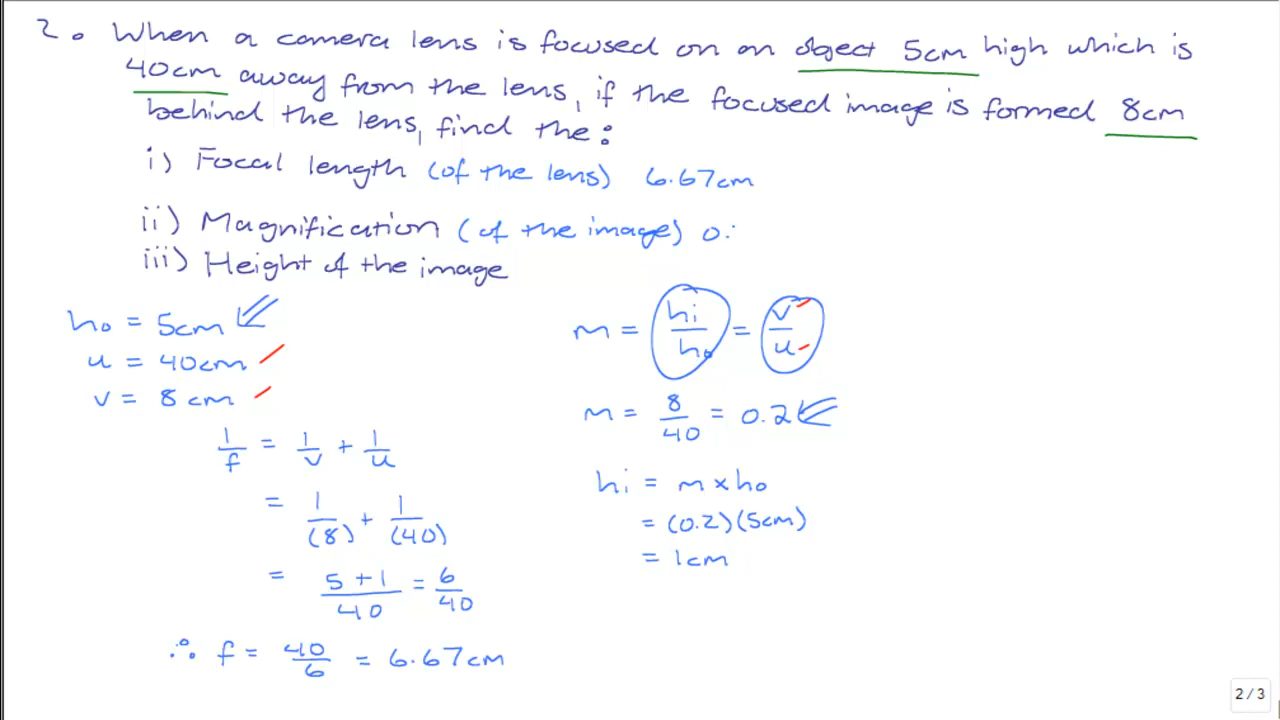 2. When a camera lens is focused on an object 5cm high which is
40cm away from the lens, if the focused image is formed 8cm
behind the lens, find the:
i) Focal length (of the lens) 6.67cm
ii) Magnification (of the image) 0.
iii) Height of the image
ho = 5cm
u = 40cm
v = 8cm
1/f = 1/v + 1/u
= 1/(8) + 1/(40)
= 5+1/40 = 6/40
∴ f = 40/6 = 6.67cm
m = hi/ho = v/u
m = 8/40 = 0.2
hi = m × ho
= (0.2)(5cm)
= 1cm
2 / 3